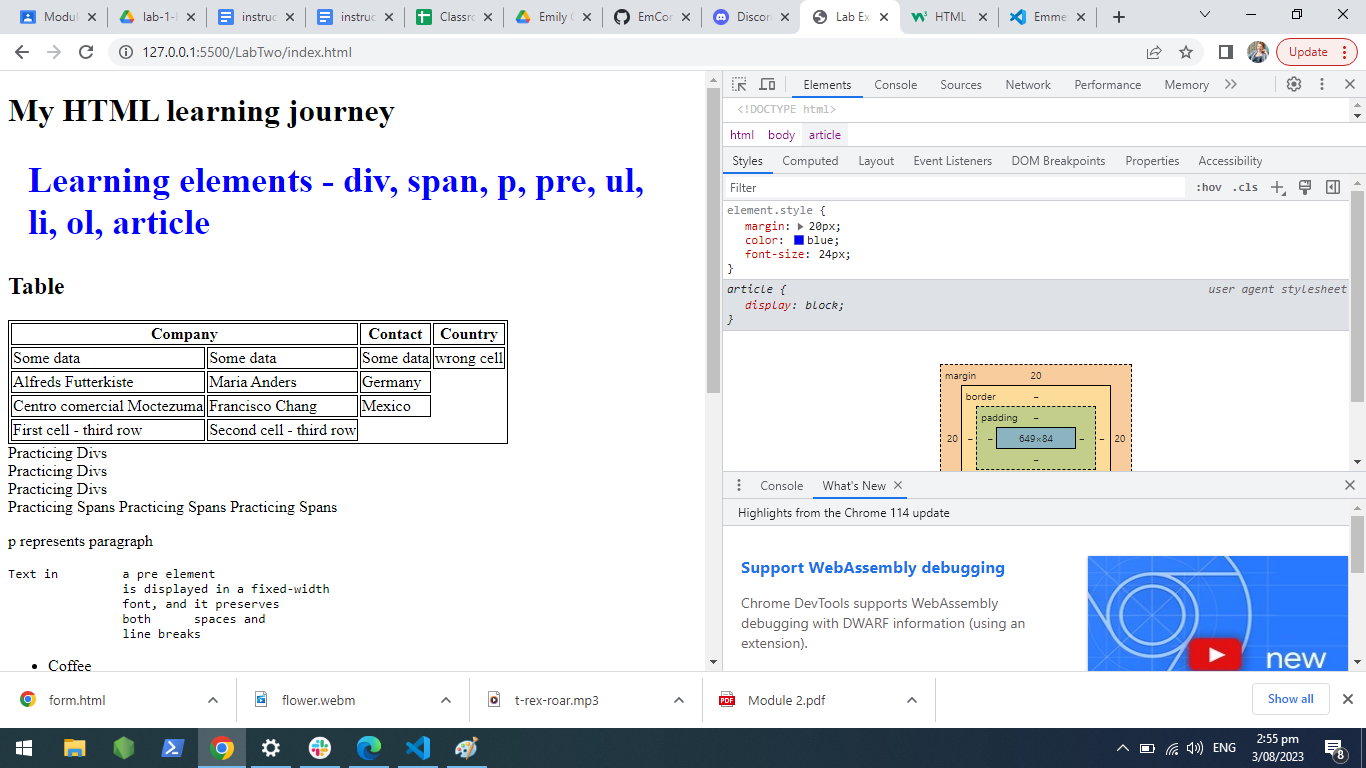 Modul
lab-1-l
instruc
instruc
Classro
Emily
EmCor
Discor
Lab Ex
HTML
Emme
127.0.0.1:5500/LabTwo/index.html
Update
My HTML learning journey
Learning elements - div, span, p, pre, ul,
li, ol, article
Table
Company Contact Country
Some data Some data Some data wrong cell
Alfreds Futterkiste Maria Anders Germany
Centro comercial Moctezuma Francisco Chang Mexico
First cell - third row Second cell - third row
Practicing Divs
Practicing Divs
Practicing Divs
Practicing Spans Practicing Spans Practicing Spans
p represents paragraph
Text in a pre element
is displayed in a fixed-width
font, and it preserves
both spaces and
line breaks
Coffee
Elements Console Sources Network Performance Memory
<!DOCTYPE html>
html body article
Styles Computed Layout Event Listeners DOM Breakpoints Properties Accessibility
Filter :hov .cls
element.style {
margin: 20px;
color: blue;
font-size: 24px;
}
article { user agent stylesheet
display: block;
}
margin 20
border –
padding –
20 – – 649×84 – – 20
–
Console What's New
Highlights from the Chrome 114 update
Support WebAssembly debugging
Chrome DevTools supports WebAssembly
debugging with DWARF information (using an
extension).
new
form.html
flower.webm
t-rex-roar.mp3
PDF
Module 2.pdf
Show all
ENG
2:55 pm
3/08/2023
8